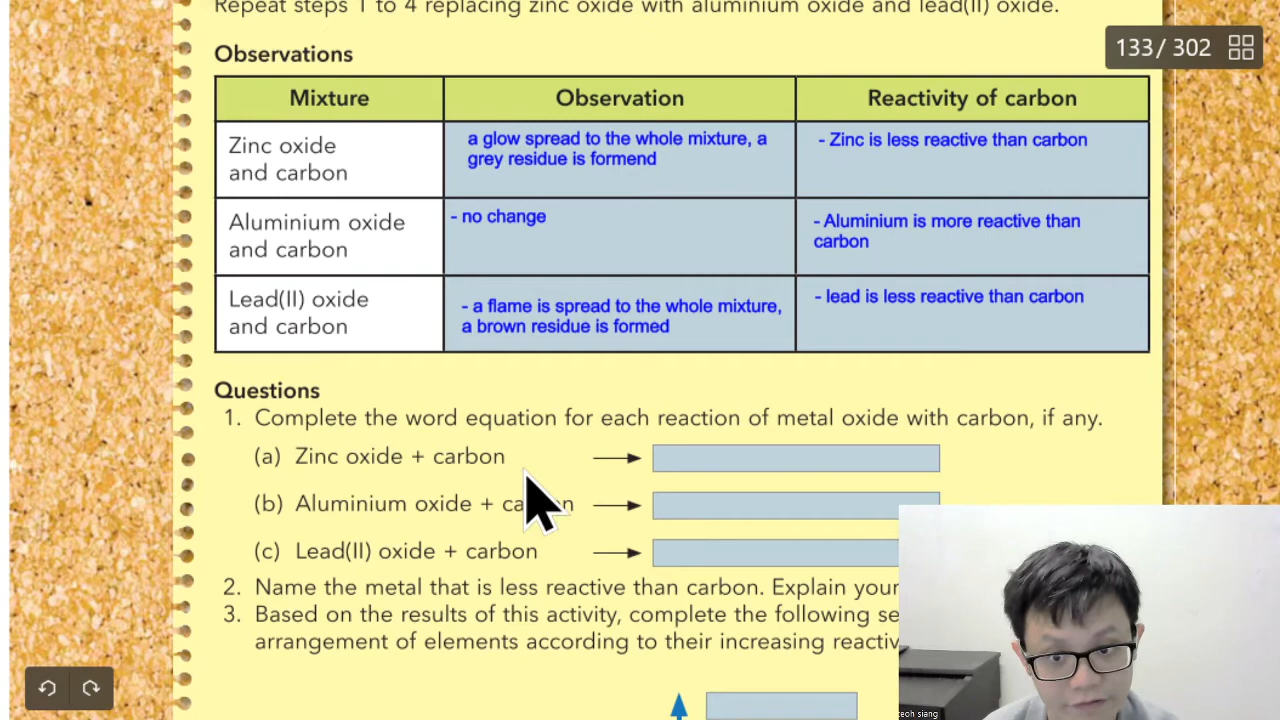 Repeat steps 1 to 4 replacing zinc oxide with aluminium oxide and lead(II) oxide.
133/ 302
Observations
Mixture
Observation
Reactivity of carbon
Zinc oxide
and carbon
a glow spread to the whole mixture, a
grey residue is formend
- Zinc is less reactive than carbon
Aluminium oxide
and carbon
- no change
- Aluminium is more reactive than
carbon
Lead(II) oxide
and carbon
- a flame is spread to the whole mixture,
a brown residue is formed
- lead is less reactive than carbon
Questions
1. Complete the word equation for each reaction of metal oxide with carbon, if any.
(a) Zinc oxide + carbon
(b) Aluminium oxide + ca n
(c) Lead(II) oxide + carbon
2. Name the metal that is less reactive than carbon. Explain your
3. Based on the results of this activity, complete the following se
arrangement of elements according to their increasing reactiv
teoh siang